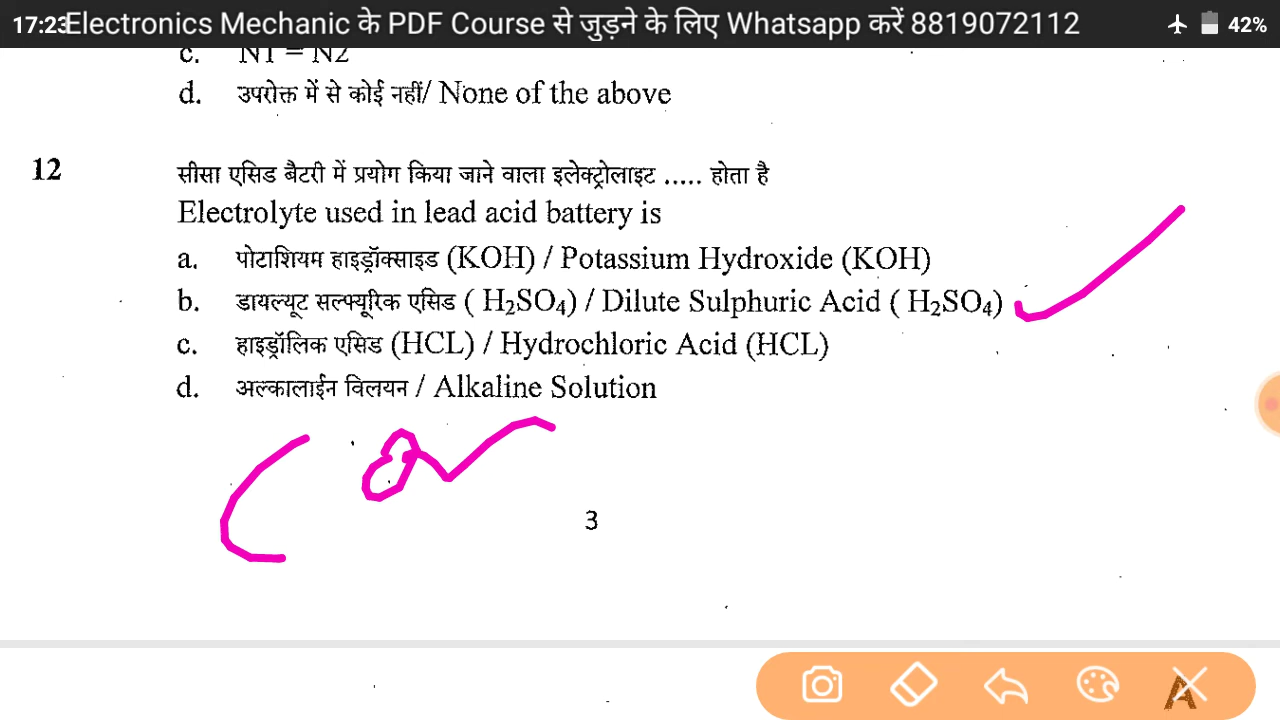 17:23 Electronics Mechanic के PDF Course से जुड़ने के लिए Whatsapp करें 8819072112 42%
c. N1 = N2
d. उपरोक्त में से कोई नहीं/ None of the above
12 सीसा एसिड बैटरी में प्रयोग किया जाने वाला इलेक्ट्रोलाइट ..... होता है
Electrolyte used in lead acid battery is
a. पोटाशियम हाइड्रॉक्साइड (KOH) / Potassium Hydroxide (KOH)
b. डायल्यूट सल्फ्यूरिक एसिड ( H₂SO₄) / Dilute Sulphuric Acid ( H₂SO₄)
c. हाइड्रॉलिक एसिड (HCL) / Hydrochloric Acid (HCL)
d. अल्कालाईन विलयन / Alkaline Solution
3
A